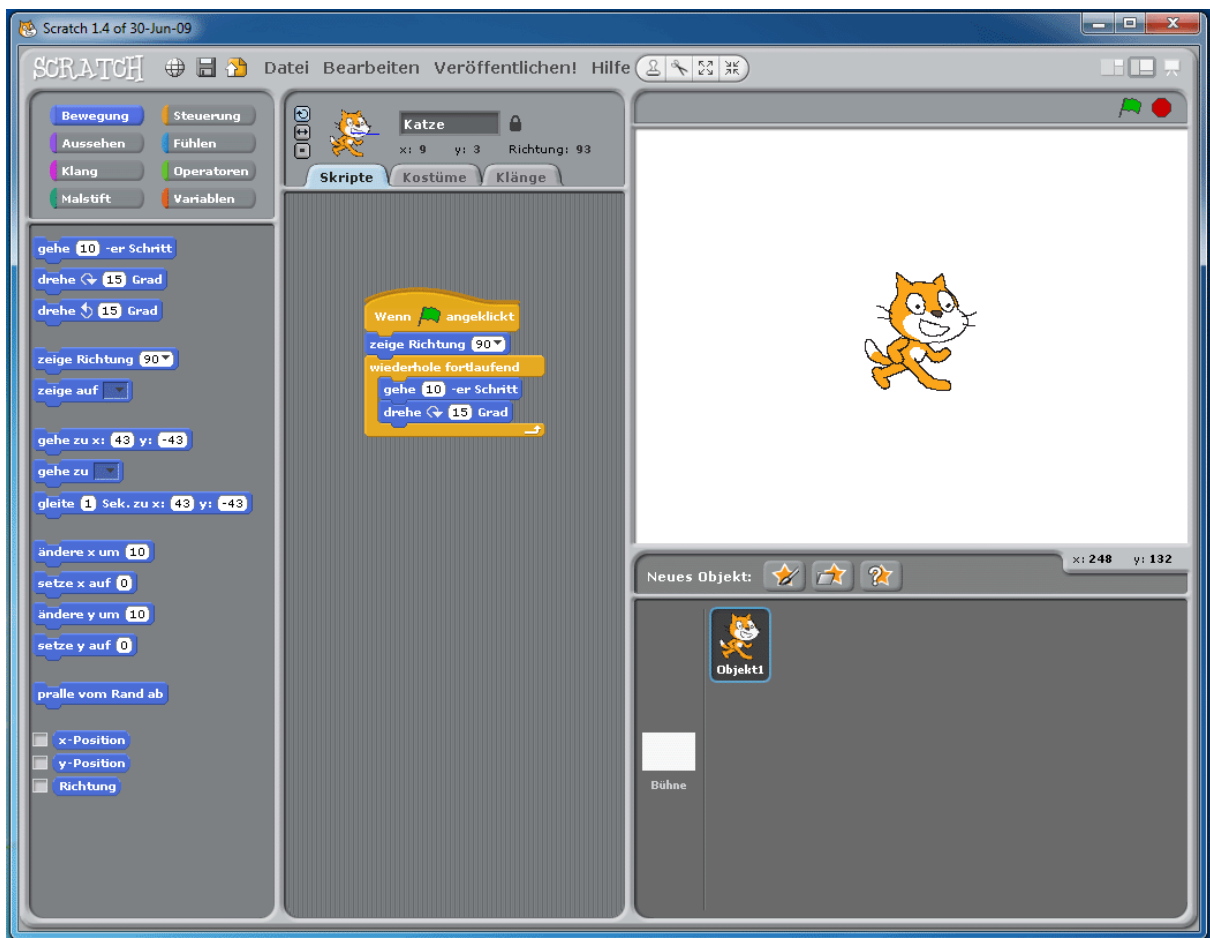 Scratch 1.4 of 30-Jun-09
SCRATCH Datei Bearbeiten Veröffentlichen! Hilfe
Bewegung Steuerung
Aussehen Fühlen
Klang Operatoren
Malstift Variablen
gehe 10 -er Schritt
drehe 15 Grad
drehe 15 Grad
zeige Richtung 90
zeige auf
gehe zu x: 43 y: -43
gehe zu
gleite 1 Sek. zu x: 43 y: -43
ändere x um 10
setze x auf 0
ändere y um 10
setze y auf 0
pralle vom Rand ab
x-Position
y-Position
Richtung
Katze
x: 9 y: 3 Richtung: 93
Skripte Kostüme Klänge
Wenn angeklickt
zeige Richtung 90
wiederhole fortlaufend
gehe 10 -er Schritt
drehe 15 Grad
x: 248 y: 132
Neues Objekt:
Objekt1
Bühne